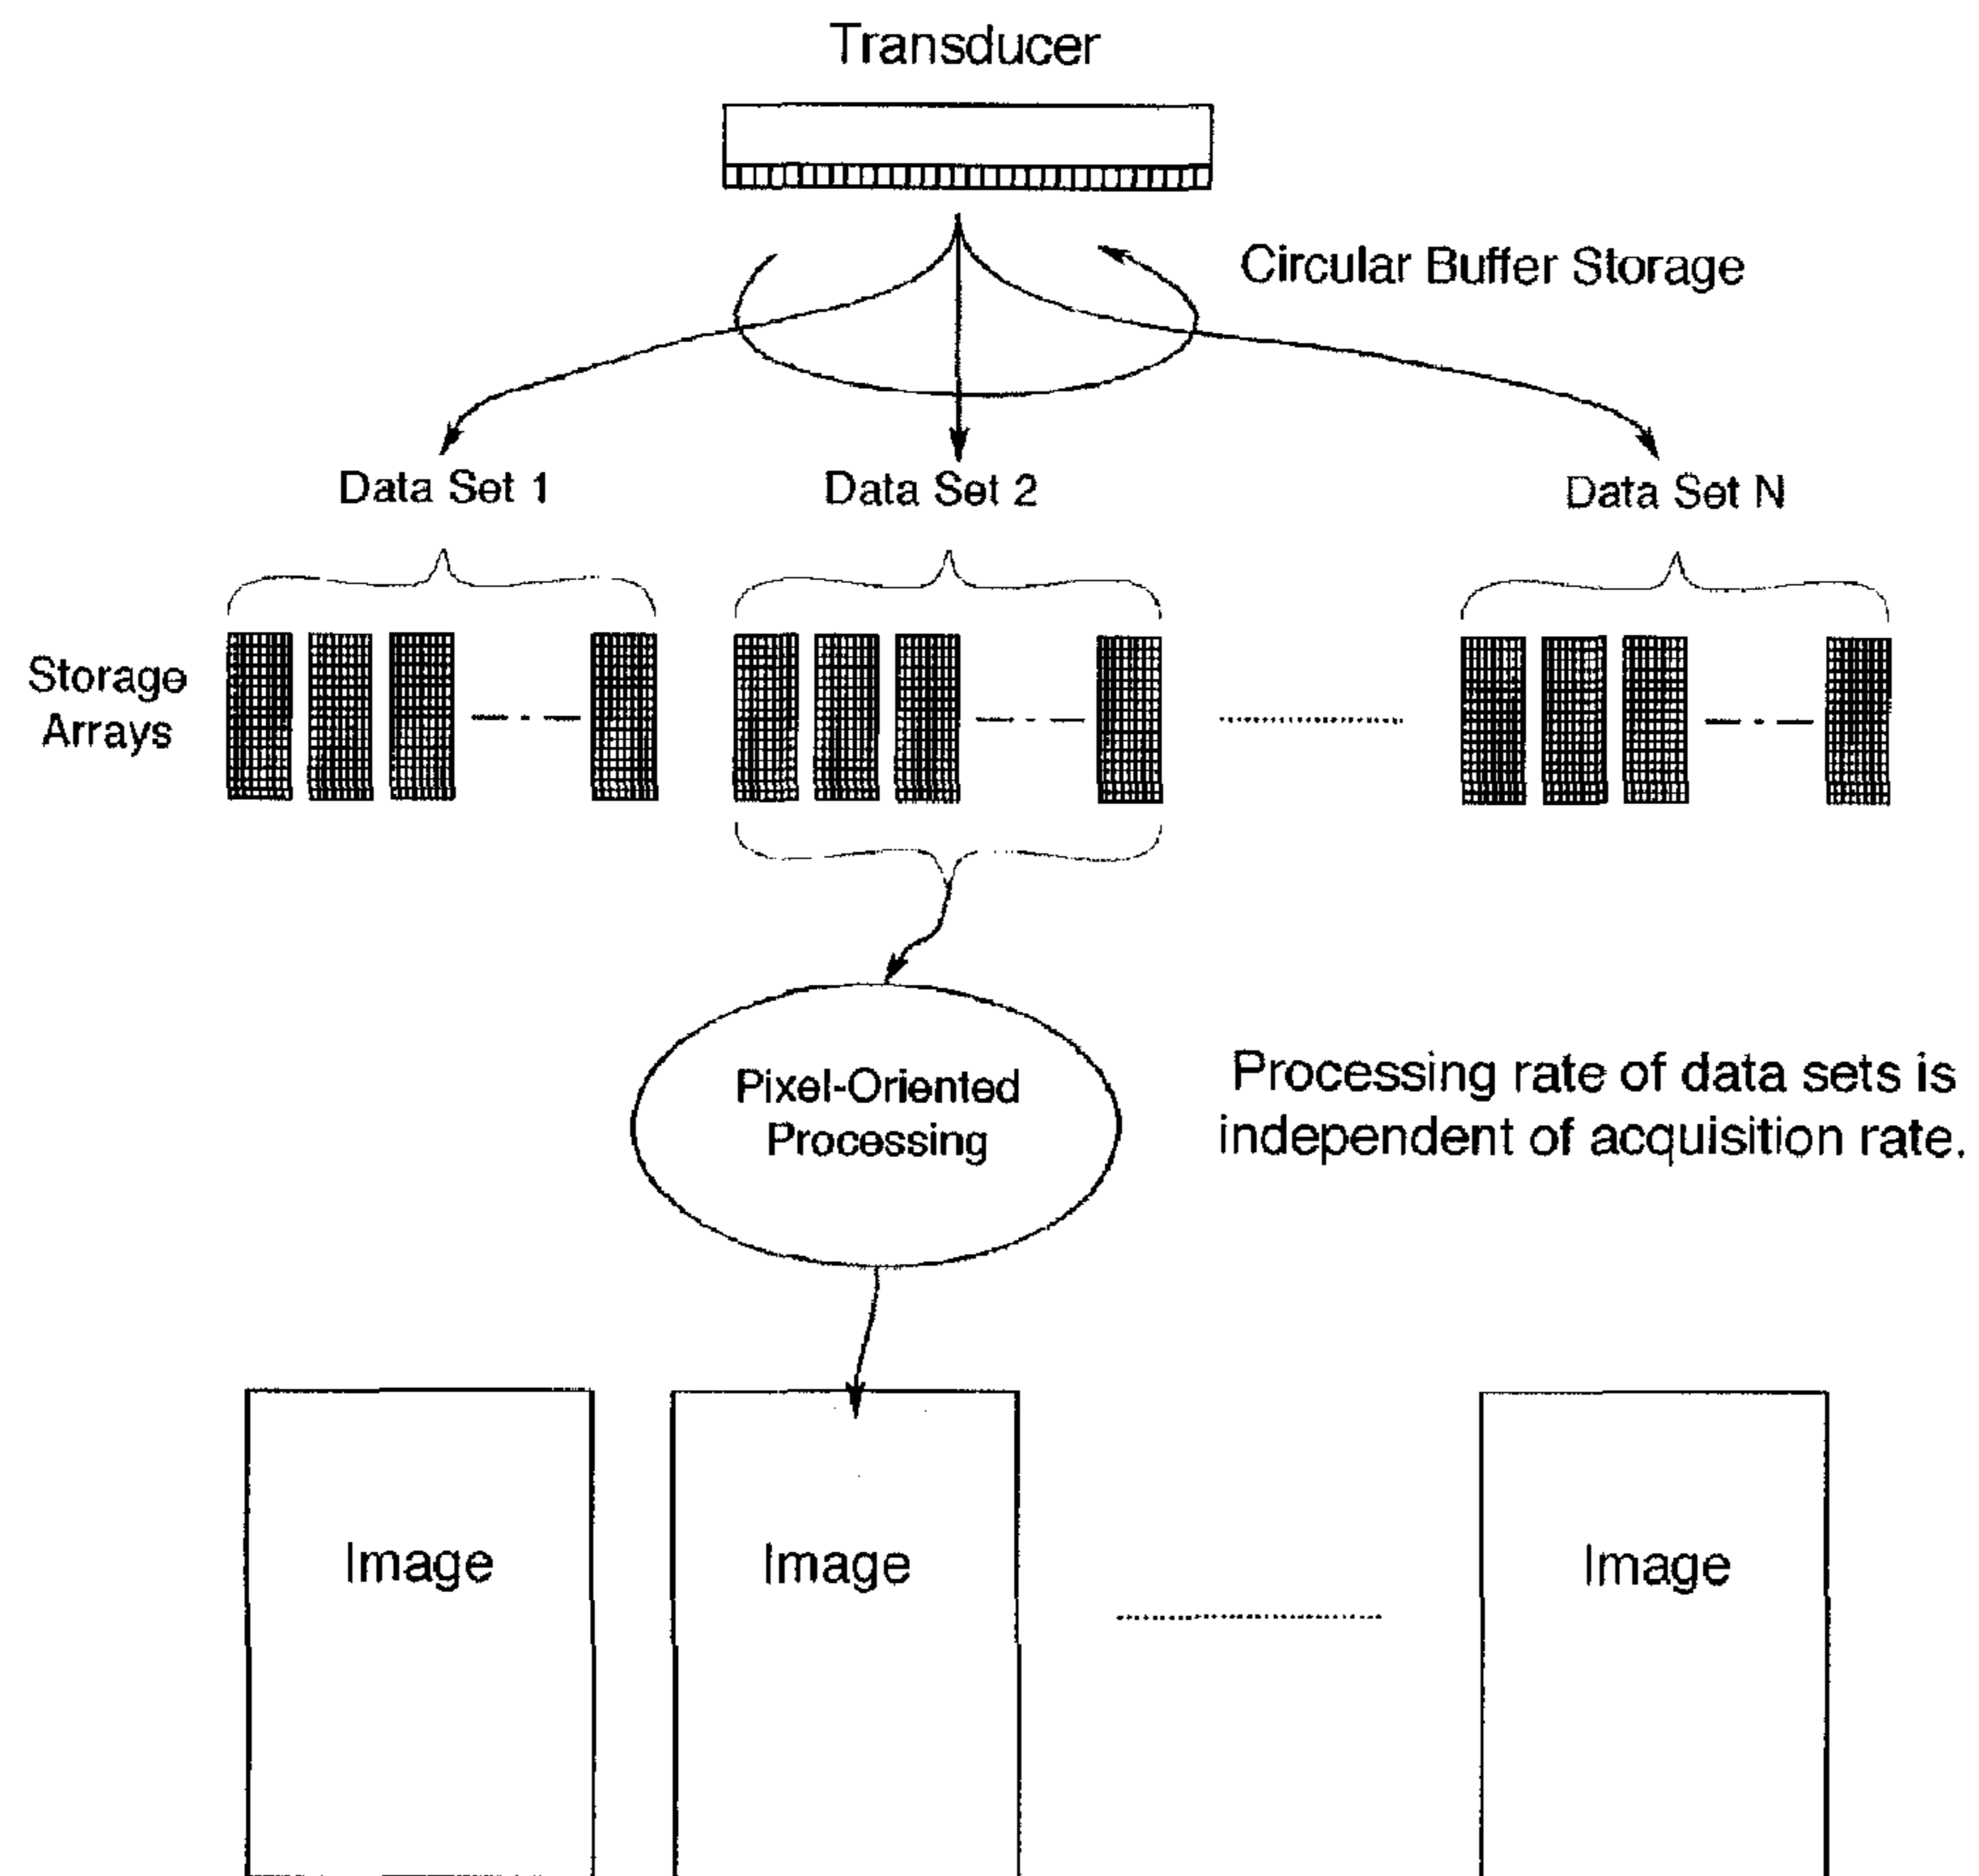 Transducer
Circular Buffer Storage
Data Set 1
Data Set 2
Data Set N
Storage
Arrays
Pixel-Oriented
Processing
Processing rate of data sets is
independent of acquisition rate.
Image
Image
Image